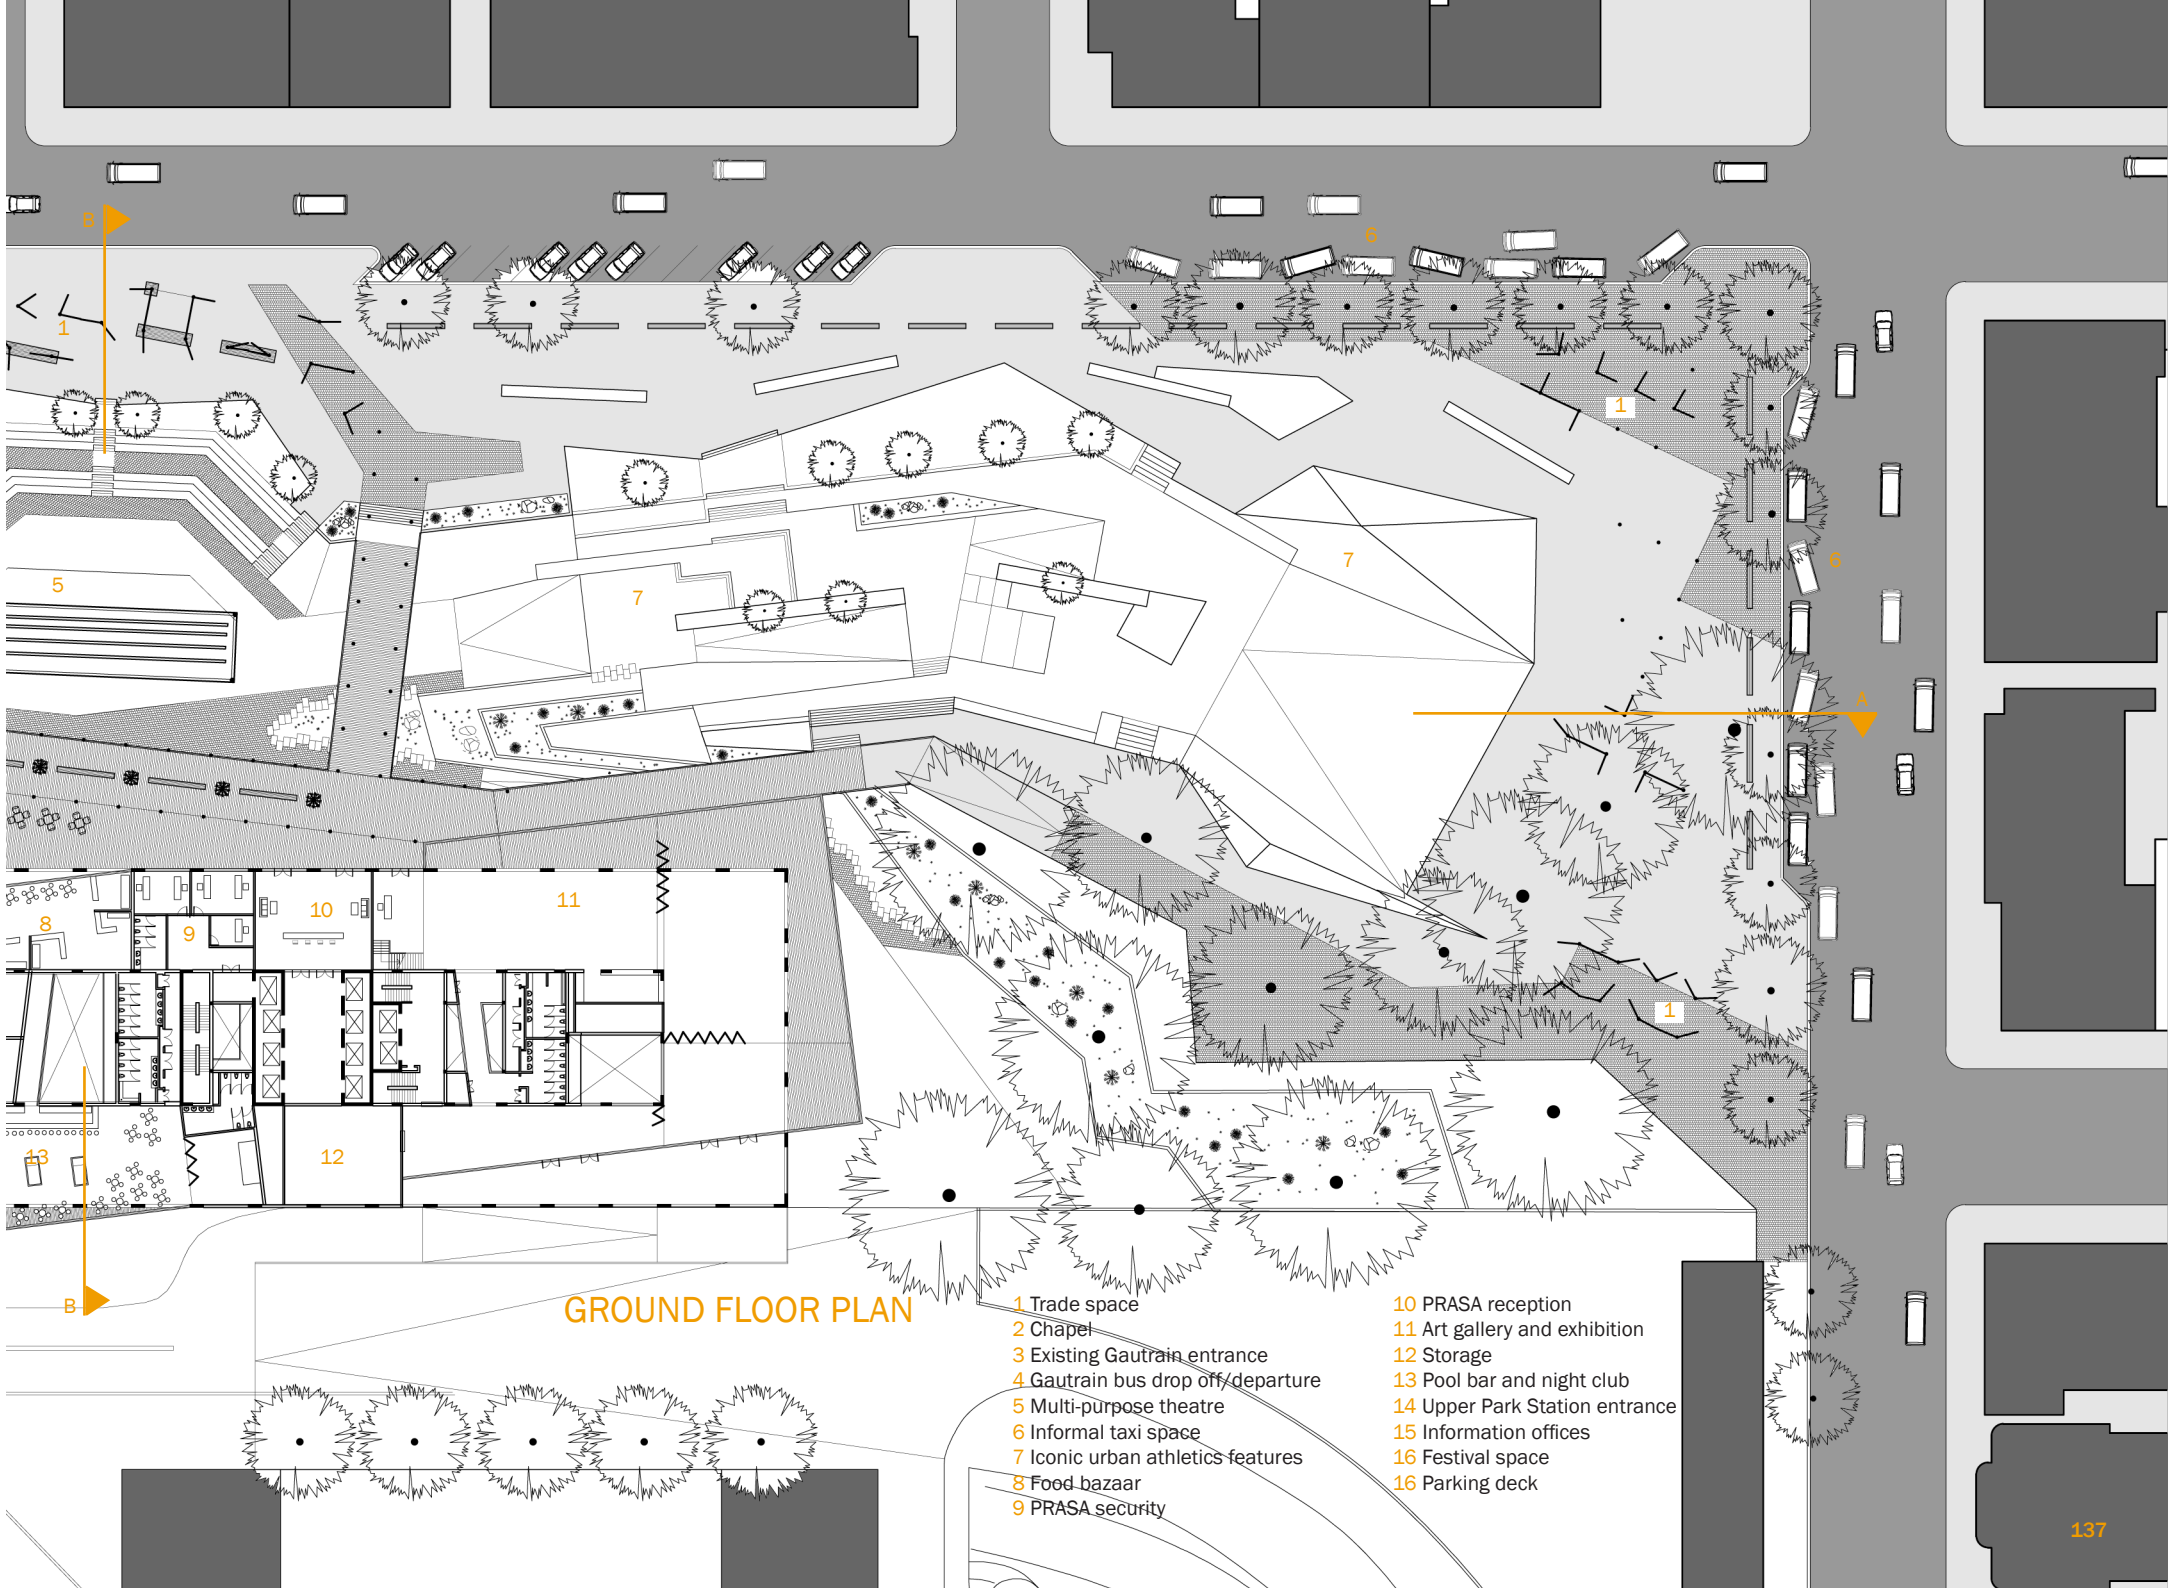 B
6
1
1
7
6
5
7
A
11
10
8
9
1
12
13
B
GROUND FLOOR PLAN
1 Trade space
2 Chapel
3 Existing Gautrain entrance
4 Gautrain bus drop off/departure
5 Multi-purpose theatre
6 Informal taxi space
7 Iconic urban athletics features
8 Food bazaar
9 PRASA security
10 PRASA reception
11 Art gallery and exhibition
12 Storage
13 Pool bar and night club
14 Upper Park Station entrance
15 Information offices
16 Festival space
16 Parking deck
137